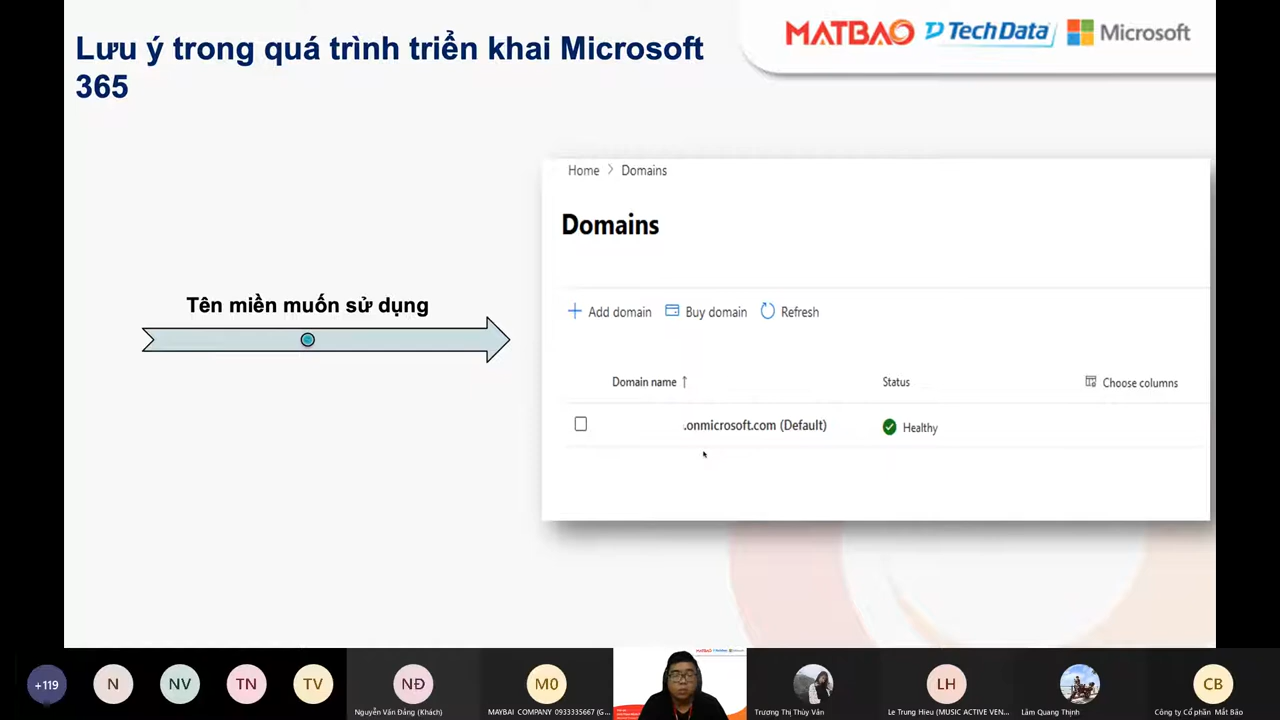 Lưu ý trong quá trình triển khai Microsoft
365
MATBAO TechData Microsoft
Home > Domains
Domains
Tên miền muốn sử dụng
+ Add domain Buy domain Refresh
Domain name ↑ Status Choose columns
.onmicrosoft.com (Default) Healthy
+119 N NV TN TV NĐ M0 LH CB
Nguyễn Văn Đảng (Khách) MAYBAI COMPANY 0933335667 (G... Trương Thị Thùy Vân Le Trung Hieu (MUSIC ACTIVE VEN... Lâm Quang Thịnh Công ty Cổ phần Mắt Bão